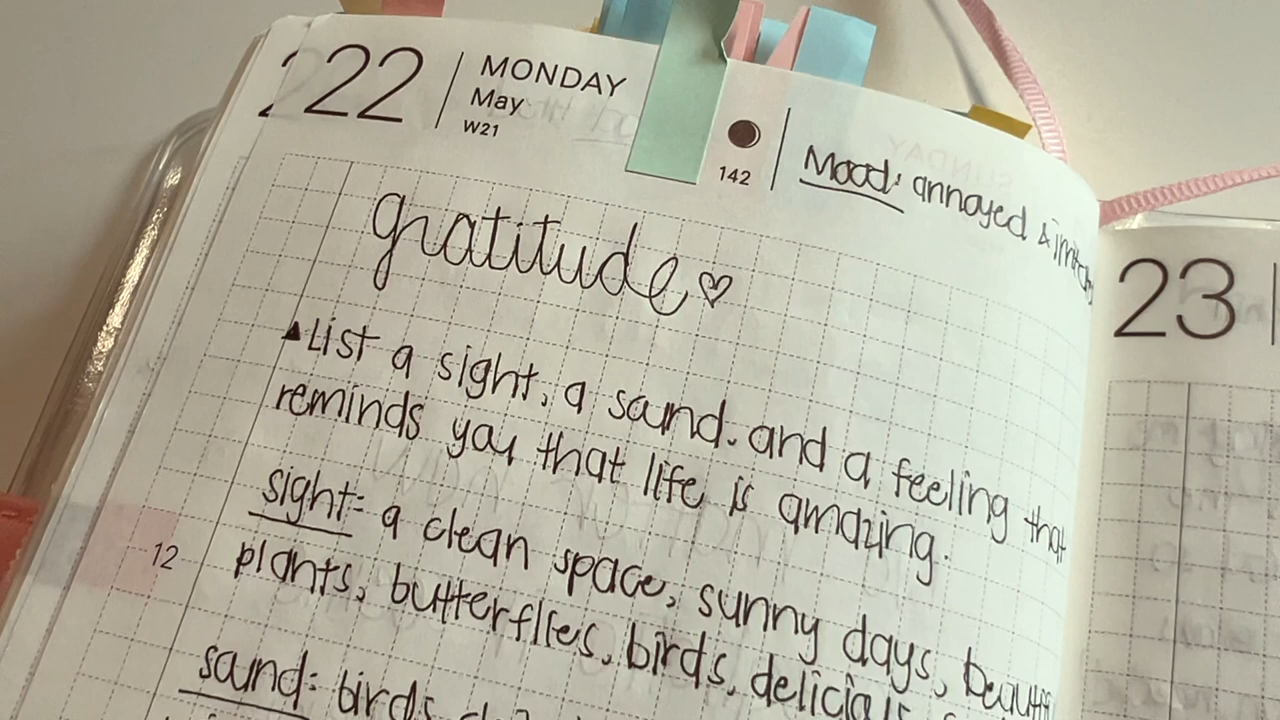 22
MONDAY
May
W21
142
Mood: annoyed &
gratitude ♡
▲List a sight, a sound, and a feeling that
reminds you that life is amazing.
sight: a clean space, sunny days,
12
plants, butterflies, birds,
sound: birds
23